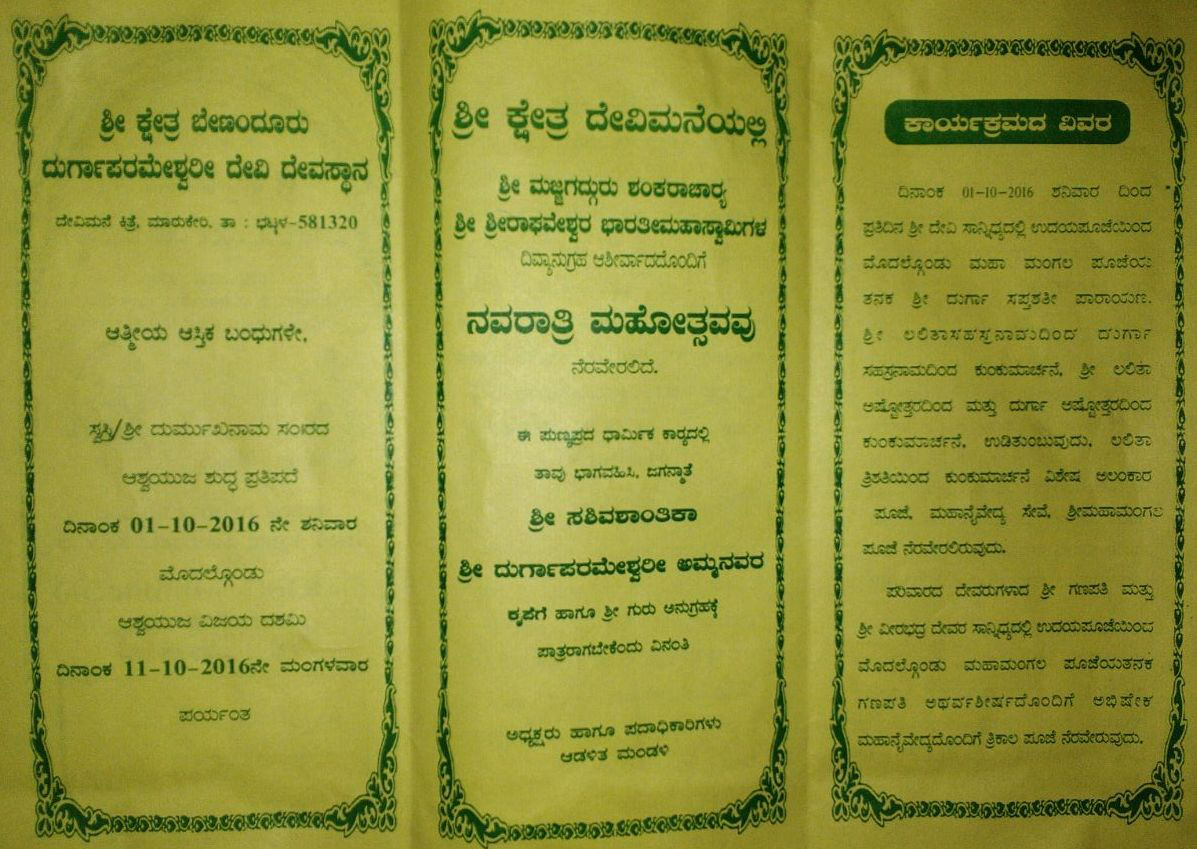 ಶ್ರೀ ಕ್ಷೇತ್ರ ಬೇಣಂದೂರು
ದುರ್ಗಾಪರಮೇಶ್ವರೀ ದೇವಿ ದೇವಸ್ಥಾನ
ದೇವಿಮನೆ ಕಿತ್ರೆ, ಮಾರುಕೇರಿ, ತಾ : ಭಟ್ಕಳ-581320
ಆತ್ಮೀಯ ಆಸ್ತಿಕ ಬಂಧುಗಳೇ,
ಸ್ವಸ್ತಿ/ಶ್ರೀ ದುರ್ಮುಖಿನಾಮ ಸಂ॥ರದ
ಆಶ್ವಯುಜ ಶುದ್ಧ ಪ್ರತಿಪದೆ
ದಿನಾಂಕ 01-10-2016 ನೇ ಶನಿವಾರ
ಮೊದಲ್ಗೊಂಡು
ಆಶ್ವಯುಜ ವಿಜಯ ದಶಮಿ
ದಿನಾಂಕ 11-10-2016ನೇ ಮಂಗಳವಾರ
ಪರ್ಯಂತ
ಶ್ರೀ ಕ್ಷೇತ್ರ ದೇವಿಮನೆಯಲ್ಲಿ
ಶ್ರೀ ಮಜ್ಜಗದ್ಗುರು ಶಂಕರಾಚಾರ್‍ಯ
ಶ್ರೀ ಶ್ರೀರಾಘವೇಶ್ವರ ಭಾರತೀಮಹಾಸ್ವಾಮಿಗಳ
ದಿವ್ಯಾನುಗ್ರಹ ಆಶೀರ್ವಾದದೊಂದಿಗೆ
ನವರಾತ್ರಿ ಮಹೋತ್ಸವವು
ನೆರವೇರಲಿದೆ.
ಈ ಪುಣ್ಯಪ್ರದ ಧಾರ್ಮಿಕ ಕಾರ್‍ಯದಲ್ಲಿ
ತಾವು ಭಾಗವಹಿಸಿ, ಜಗನ್ಮಾತೆ
ಶ್ರೀ ಸಶಿವಶಾಂತಿಕಾ
ಶ್ರೀ ದುರ್ಗಾಪರಮೇಶ್ವರೀ ಅಮ್ಮನವರ
ಕೃಪೆಗೆ ಹಾಗೂ ಶ್ರೀ ಗುರು ಅನುಗ್ರಹಕ್ಕೆ
ಪಾತ್ರರಾಗಬೇಕೆಂದು ವಿನಂತಿ
ಅಧ್ಯಕ್ಷರು ಹಾಗೂ ಪದಾಧಿಕಾರಿಗಳು
ಆಡಳಿತ ಮಂಡಳಿ
ಕಾರ್ಯಕ್ರಮದ ವಿವರ
ದಿನಾಂಕ 01-10-2016 ಶನಿವಾರ ದಿಂದ
ಪ್ರತಿದಿನ ಶ್ರೀ ದೇವಿ ಸಾನ್ನಿಧ್ಯದಲ್ಲಿ ಉದಯಪೂಜೆಯಿಂದ
ಮೊದಲ್ಗೊಂಡು ಮಹಾ ಮಂಗಲ ಪೂಜೆಯ
ತನಕ ಶ್ರೀ ದುರ್ಗಾ ಸಪ್ತಶತೀ ಪಾರಾಯಣ.
ಶ್ರೀ ಲಲಿತಾಸಹಸ್ರನಾಮದಿಂದ ದುರ್ಗಾ
ಸಹಸ್ರನಾಮದಿಂದ ಕುಂಕುಮಾರ್ಚನೆ, ಶ್ರೀ ಲಲಿತಾ
ಅಷ್ಟೋತ್ತರದಿಂದ ಮತ್ತು ದುರ್ಗಾ ಅಷ್ಟೋತ್ತರದಿಂದ
ಕುಂಕುಮಾರ್ಚನೆ, ಉಡಿತುಂಬುವುದು, ಲಲಿತಾ
ತ್ರಿಶತಿಯಿಂದ ಕುಂಕುಮಾರ್ಚನೆ ವಿಶೇಷ ಅಲಂಕಾರ
ಪೂಜೆ, ಮಹಾನೈವೇದ್ಯ ಸೇವೆ, ಶ್ರೀಮಹಾಮಂಗಲ
ಪೂಜೆ ನೆರವೇರಲಿರುವುದು.
ಪರಿವಾರದ ದೇವರುಗಳಾದ ಶ್ರೀ ಗಣಪತಿ ಮತ್ತು
ಶ್ರೀ ವೀರಭದ್ರ ದೇವರ ಸಾನ್ನಿಧ್ಯದಲ್ಲಿ ಉದಯಪೂಜೆಯಿಂದ
ಮೊದಲ್ಗೊಂಡು ಮಹಾಮಂಗಲ ಪೂಜೆಯತನಕ
ಗಣಪತಿ ಅಥರ್ವಶೀರ್ಷದೊಂದಿಗೆ ಅಭಿಷೇಕ
ಮಹಾನೈವೇದ್ಯದೊಂದಿಗೆ ತ್ರಿಕಾಲ ಪೂಜೆ ನೆರವೇರುವುದು.